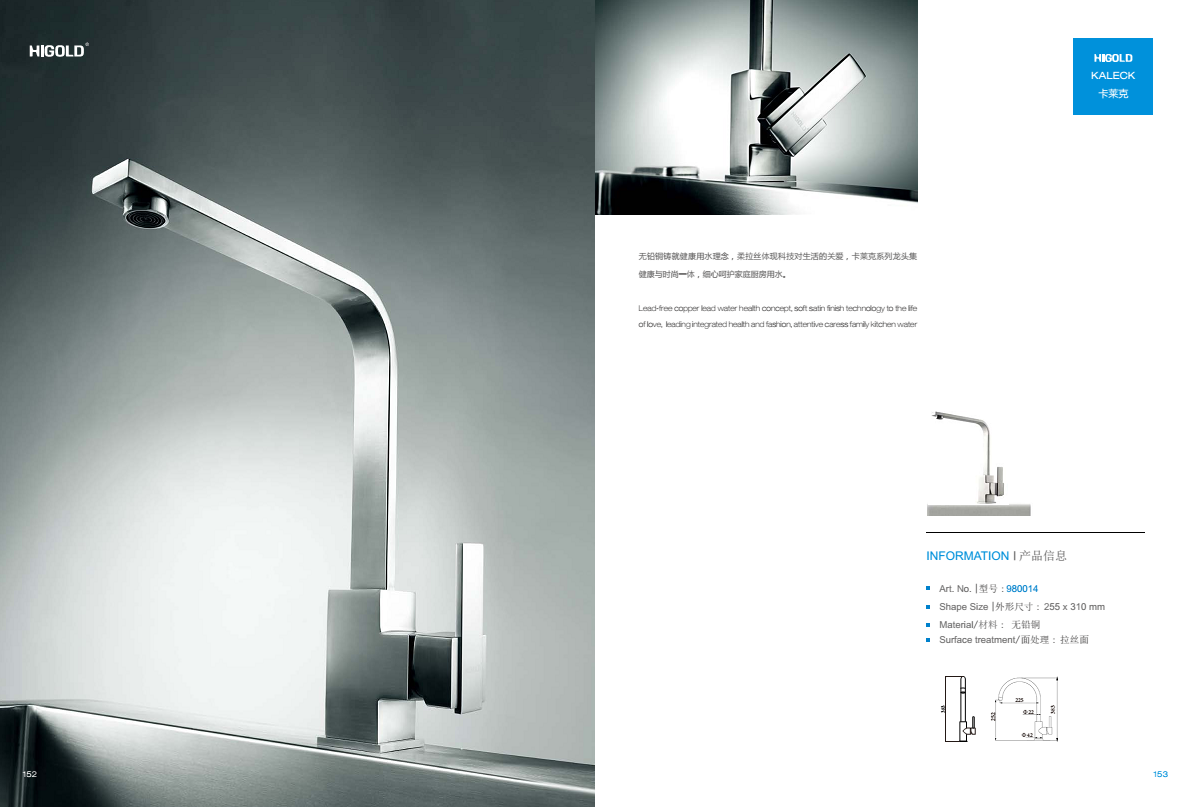 HIGOLD®
HIGOLD
KALECK
卡莱克
无铅铜铸就健康用水理念，柔拉丝体现科技对生活的关爱，卡莱克系列龙头集
健康与时尚一体，细心呵护家庭厨房用水。
Lead-free copper lead water health concept, soft satin finish technology to the life
of love, leading integrated health and fashion, attentive caress family kitchen water
INFORMATION | 产品信息
Art. No. |型号 : 980014
Shape Size |外形尺寸 : 255 x 310 mm
Material/材料 : 无铅铜
Surface treatment/面处理 : 拉丝面
225
252
Φ22
363
Φ42
152
153